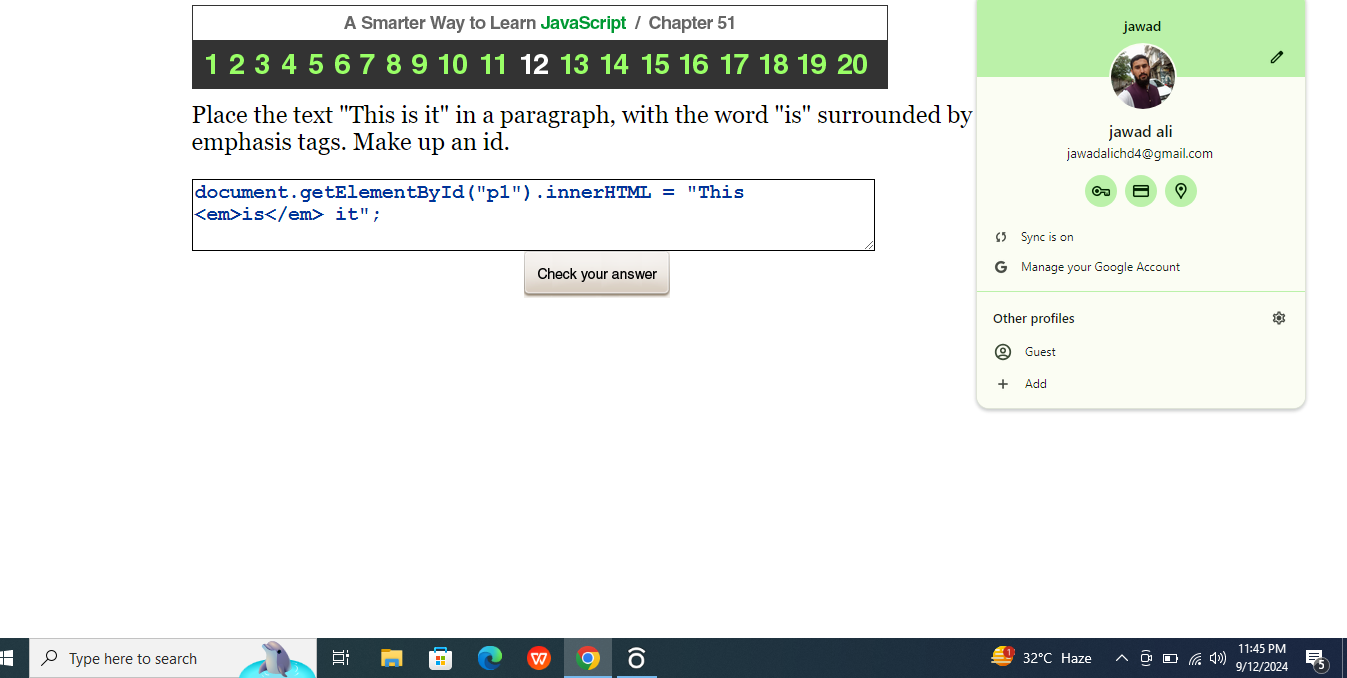 A Smarter Way to Learn JavaScript / Chapter 51
1 2 3 4 5 6 7 8 9 10 11 12 13 14 15 16 17 18 19 20
Place the text "This is it" in a paragraph, with the word "is" surrounded by
emphasis tags. Make up an id.
document.getElementById("p1").innerHTML = "This
<em>is</em> it";
Check your answer
jawad
jawad ali
jawadalichd4@gmail.com
Sync is on
Manage your Google Account
Other profiles
Guest
Add
Type here to search
1
32°C Haze
11:45 PM
9/12/2024
5